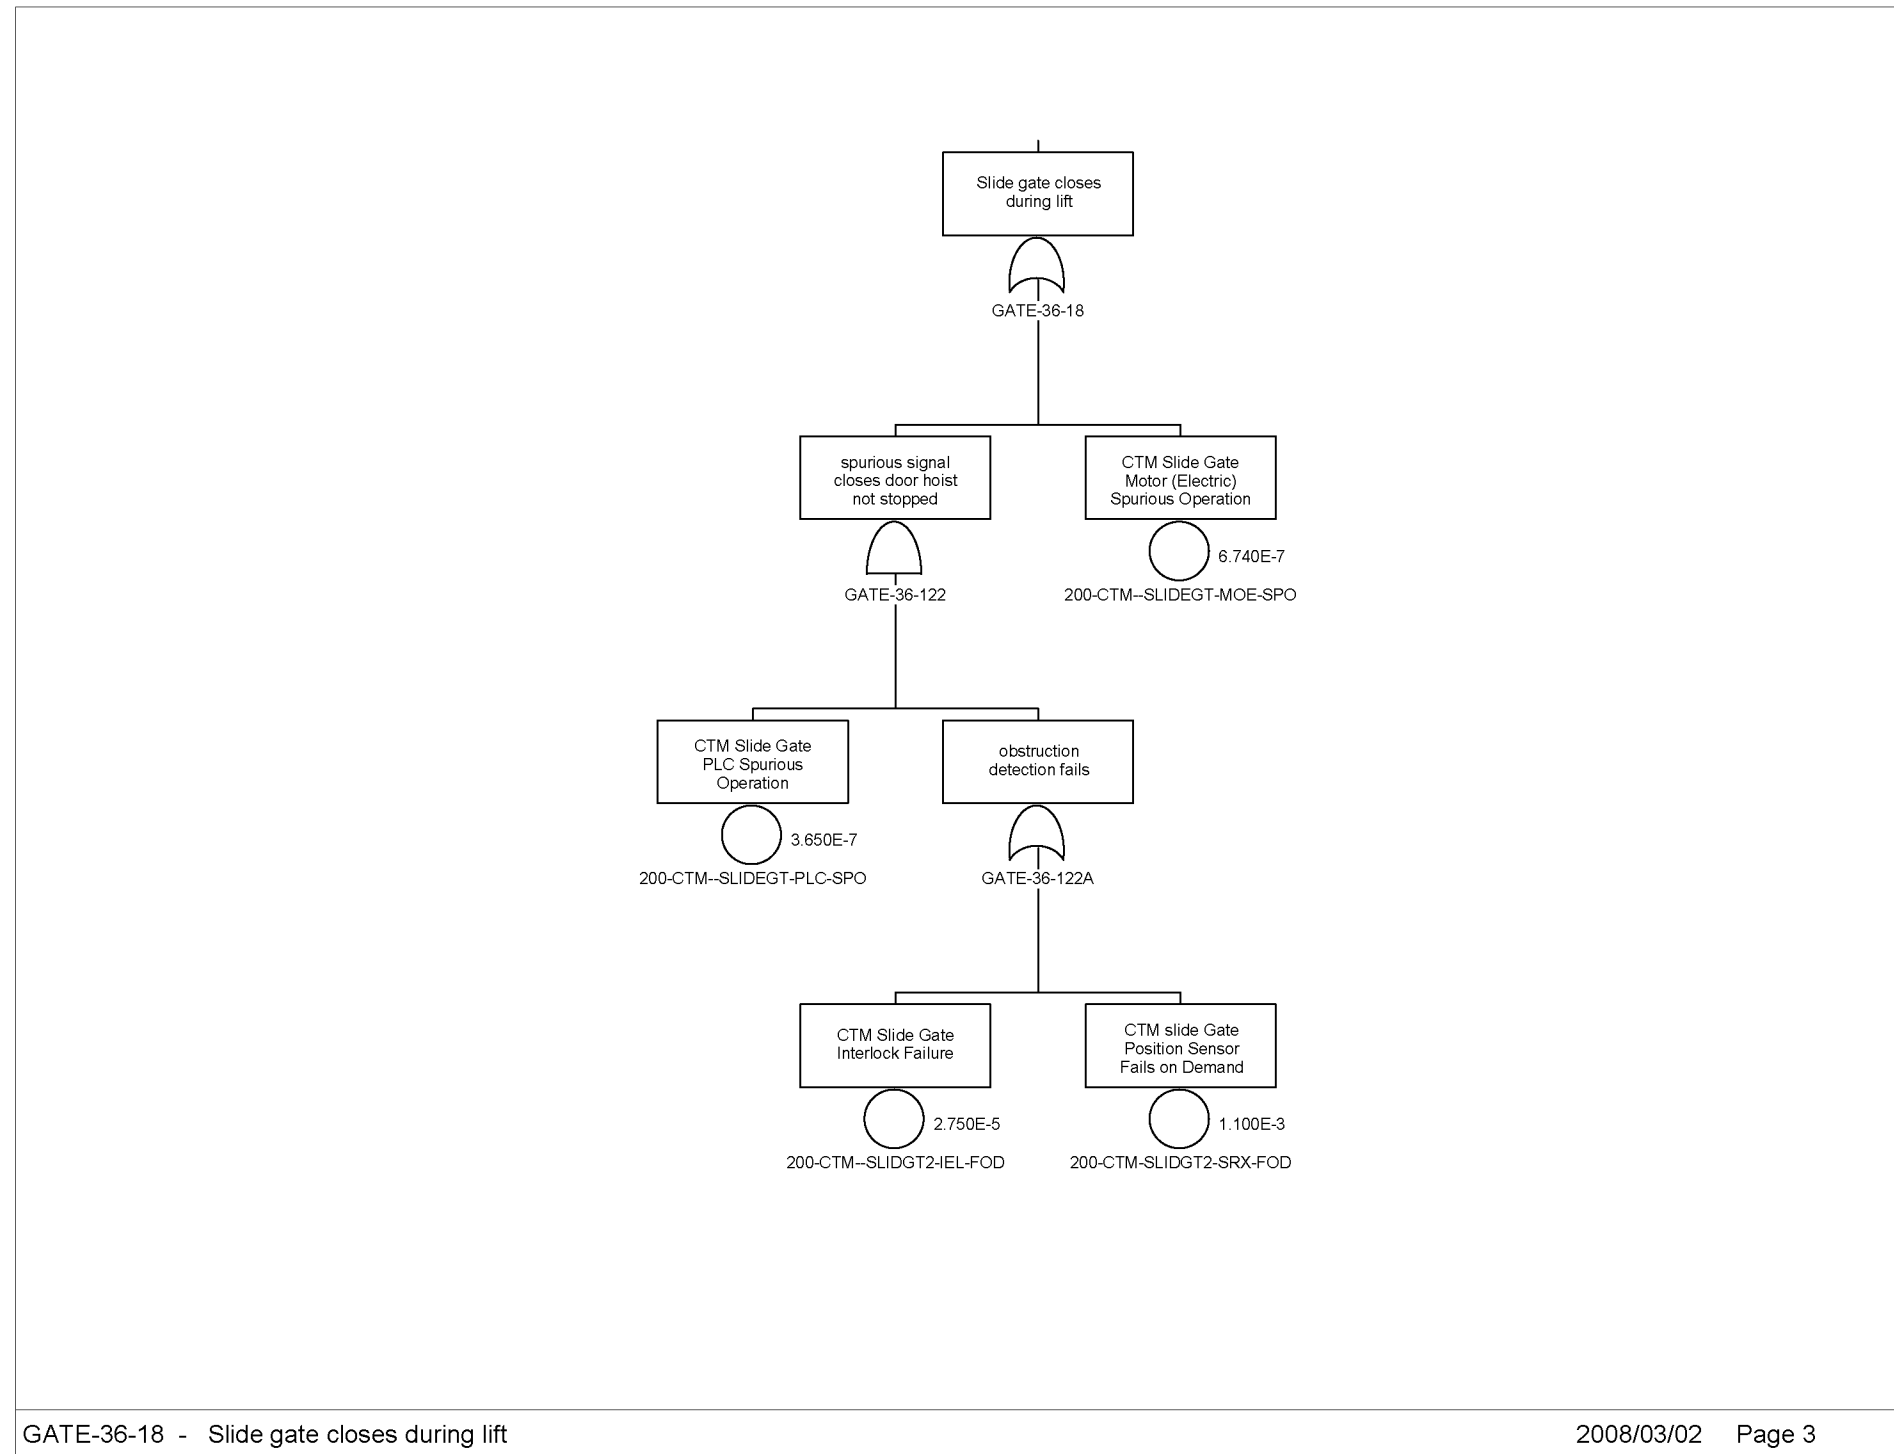 Slide gate closes
during lift
GATE-36-18
spurious signal
closes door hoist
not stopped
GATE-36-122
CTM Slide Gate
Motor (Electric)
Spurious Operation
6.740E-7
200-CTM--SLIDEGT-MOE-SPO
CTM Slide Gate
PLC Spurious
Operation
3.650E-7
200-CTM--SLIDEGT-PLC-SPO
obstruction
detection fails
GATE-36-122A
CTM Slide Gate
Interlock Failure
2.750E-5
200-CTM--SLIDGT2-IEL-FOD
CTM slide Gate
Position Sensor
Fails on Demand
1.100E-3
200-CTM-SLIDGT2-SRX-FOD
GATE-36-18 - Slide gate closes during lift
2008/03/02 Page 3